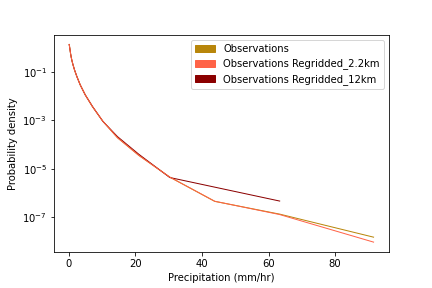 Observations
Observations Regridded_2.2km
Observations Regridded_12km
Probability density
10⁻¹
10⁻³
10⁻⁵
10⁻⁷
0 20 40 60 80
Precipitation (mm/hr)